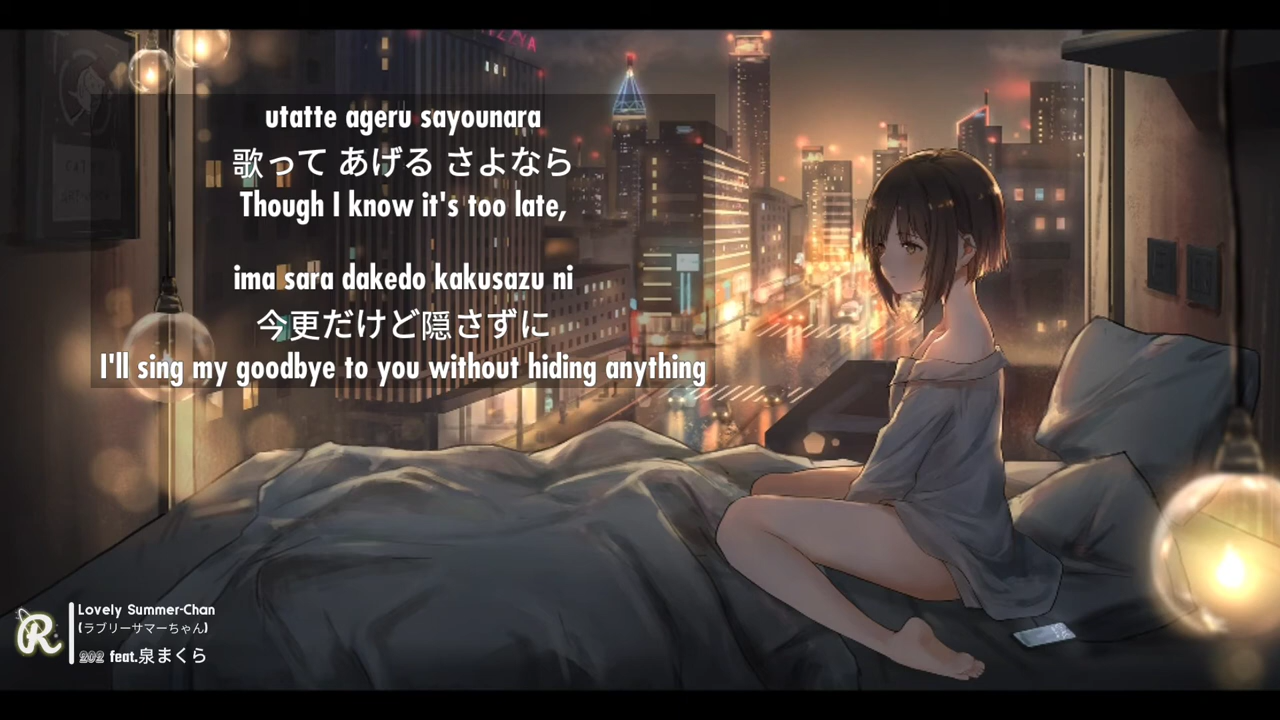 utatte ageru sayounara
歌って あげる さよなら
Though I know it's too late,
ima sara dakedo kakusazu ni
今更だけど隠さずに
I'll sing my goodbye to you without hiding anything
R
Lovely Summer-Chan
(ラブリーサマーちゃん)
202 feat.泉まくら